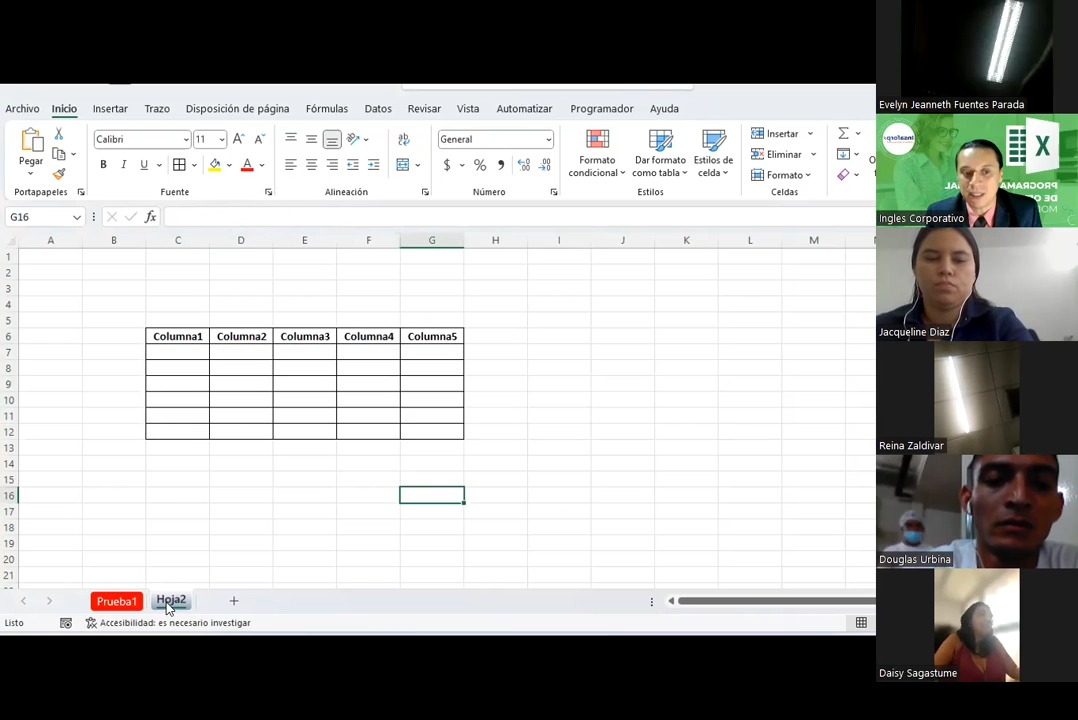 Archivo Inicio Insertar Trazo Disposición de página Fórmulas Datos Revisar Vista Automatizar Programador Ayuda
Pegar
Calibri 11
General
Formato condicional
Dar formato como tabla
Estilos de celda
Insertar
Eliminar
Formato
Portapapeles Fuente Alineación Número Estilos Celdas
G16 fx
A B C D E F G H I J K L M
1
2
3
4
5
6 Columna1 Columna2 Columna3 Columna4 Columna5
7
8
9
10
11
12
13
14
15
16
17
18
19
20
21
Prueba1 Hoja2 +
Listo Accesibilidad: es necesario investigar
Evelyn Jeanneth Fuentes Parada
Insaforp
PROGRAMA
DE
Ingles Corporativo
Jacqueline Diaz
Reina Zaldivar
Douglas Urbina
Daisy Sagastume